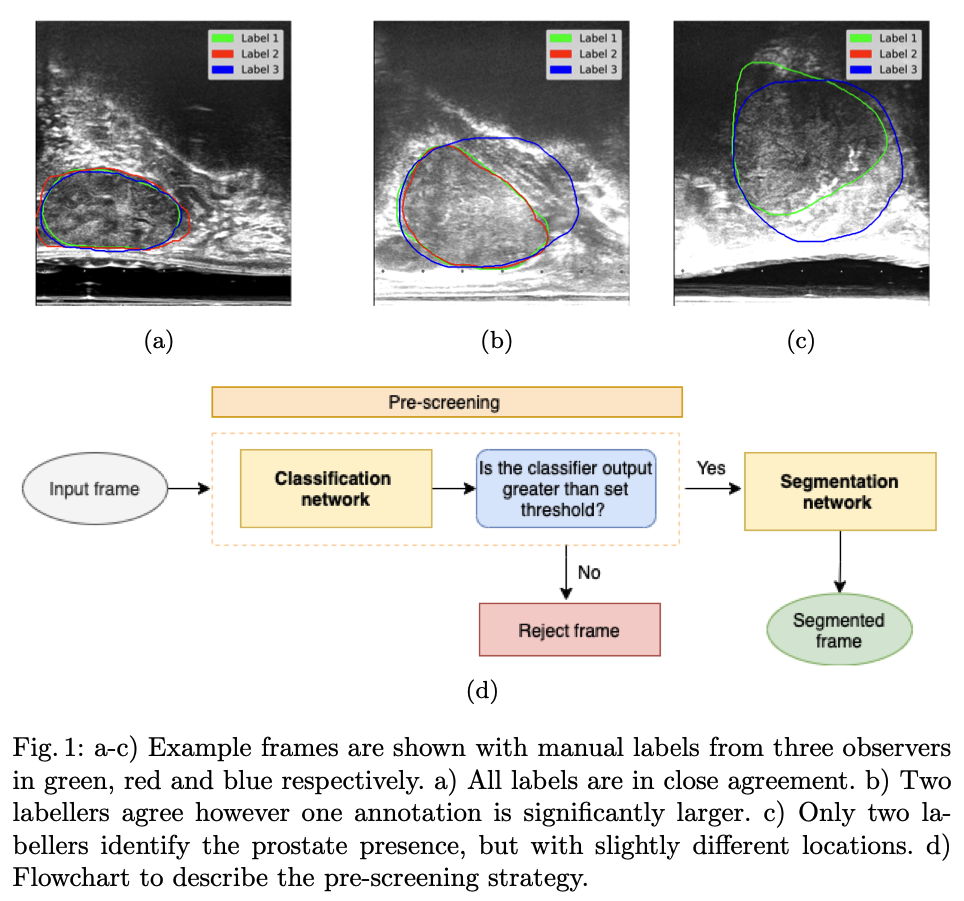 Label 1
Label 2
Label 3
Label 1
Label 2
Label 3
Label 1
Label 2
Label 3
(a)
(b)
(c)
Pre-screening
Input frame
Classification
network
Is the classifier output
greater than set
threshold?
Yes
Segmentation
network
No
Reject frame
Segmented
frame
(d)
Fig. 1: a-c) Example frames are shown with manual labels from three observers
in green, red and blue respectively. a) All labels are in close agreement. b) Two
labellers agree however one annotation is significantly larger. c) Only two la-
bellers identify the prostate presence, but with slightly different locations. d)
Flowchart to describe the pre-screening strategy.